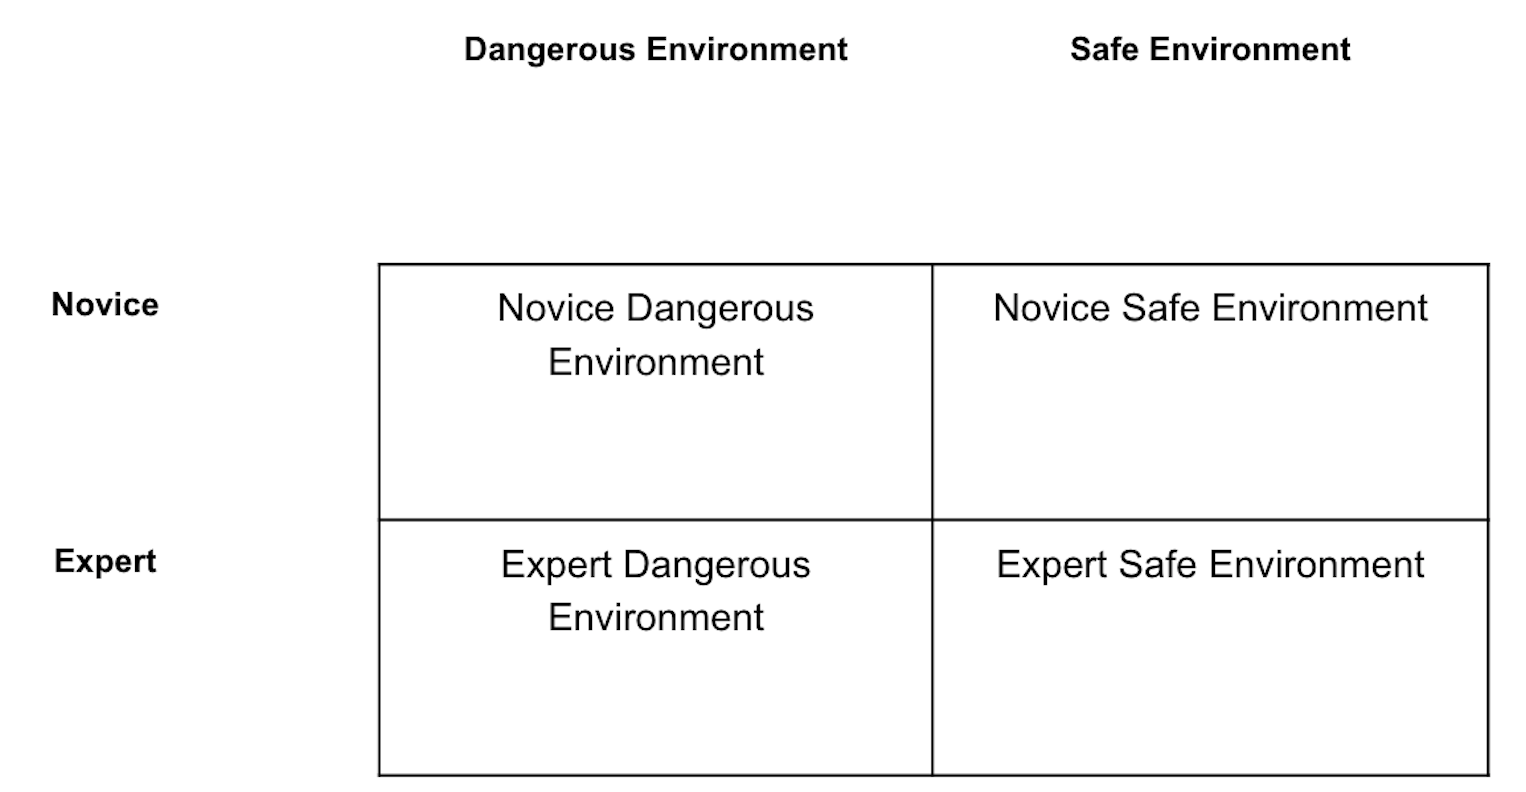 Dangerous Environment
Safe Environment
Novice
Novice Dangerous
Environment
Novice Safe Environment
Expert
Expert Dangerous
Environment
Expert Safe Environment